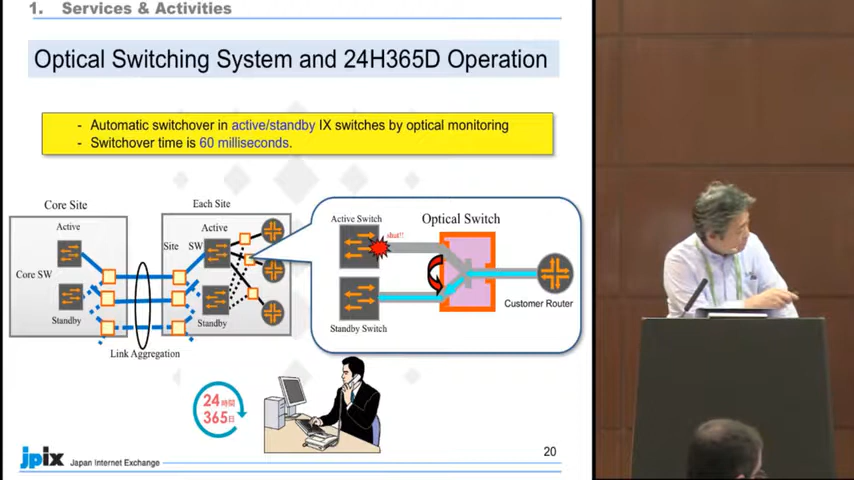 1. Services & Activities
Optical Switching System and 24H365D Operation
- Automatic switchover in active/standby IX switches by optical monitoring
- Switchover time is 60 milliseconds.
Core Site
Each Site
Active
Active
Site SW
Core SW
Standby
Standby
Link Aggregation
Active Switch
Optical Switch
shut!!
Customer Router
Standby Switch
24時間
365日
jpix Japan Internet Exchange
20